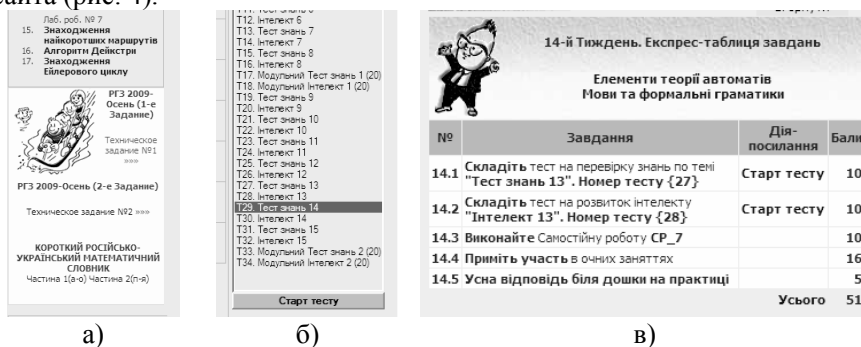 сайта (рис. 4).
Лаб. роб. № 7
15. Знаходження
найкоротших маршрутів
16. Алгоритм Дейкстри
17. Знаходження
Ейлерового циклу
РГЗ 2009-
Осень (1-е
Задание)
Техническое
задание №1
»»»
РГЗ 2009-Осень (2-е Задание)
Техническое задание №2 »»»
КОРОТКИЙ РОСІЙСЬКО-
УКРАЇНСЬКИЙ МАТЕМАТИЧНИЙ
СЛОВНИК
Частина 1(а-о) Частина 2(п-я)
а)
T12. Інтелект 6
T13. Тест знань 7
T14. Інтелект 7
T15. Тест знань 8
T16. Інтелект 8
T17. Модульний Тест знань 1 (20)
T18. Модульний Інтелект 1 (20)
T19. Тест знань 9
T20. Інтелект 9
T21. Тест знань 10
T22. Інтелект 10
T23. Тест знань 11
T24. Інтелект 11
T25. Тест знань 12
T26. Інтелект 12
T27. Тест знань 13
T28. Інтелект 13
T29. Тест знань 14
T30. Інтелект 14
T31. Тест знань 15
T32. Інтелект 15
T33. Модульний Тест знань 2 (20)
T34. Модульний Інтелект 2 (20)
Старт тесту
б)
14-й Тиждень. Експрес-таблиця завдань
Елементи теорії автоматів
Мови та формальні граматики
№ Завдання Дія-посилання Бали
14.1 Складіть тест на перевірку знань по темі "Тест знань 13". Номер тесту {27} Старт тесту 10
14.2 Складіть тест на розвиток інтелекту "Інтелект 13". Номер тесту {28} Старт тесту 10
14.3 Виконайте Самостійну роботу СР_7 10
14.4 Приміть участь в очних заняттях 16
14.5 Усна відповідь біля дошки на практиці 5
Усього 51
в)